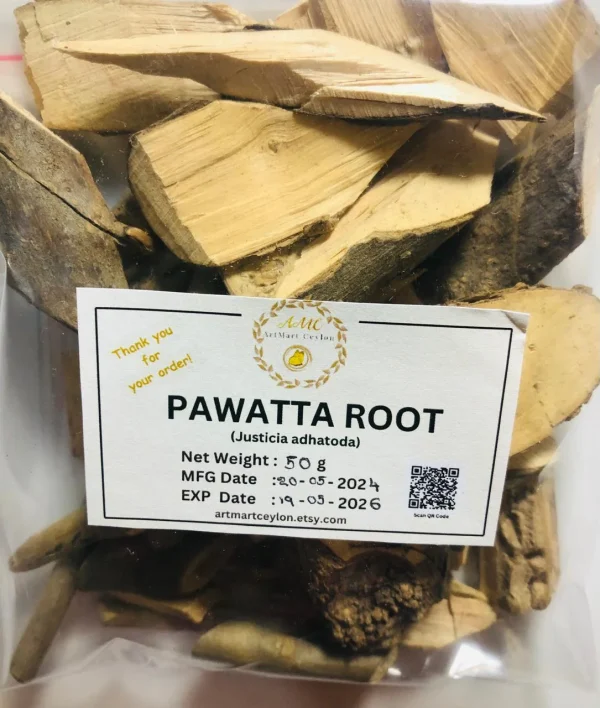 Thank you
for
your order!
AMC
ArtMart Ceylon
PAWATTA ROOT
(Justicia adhatoda)
Net Weight : 50 g
MFG Date : 20-05-2024
EXP Date : 19-05-2026
artmartceylon.etsy.com
Scan QR Code